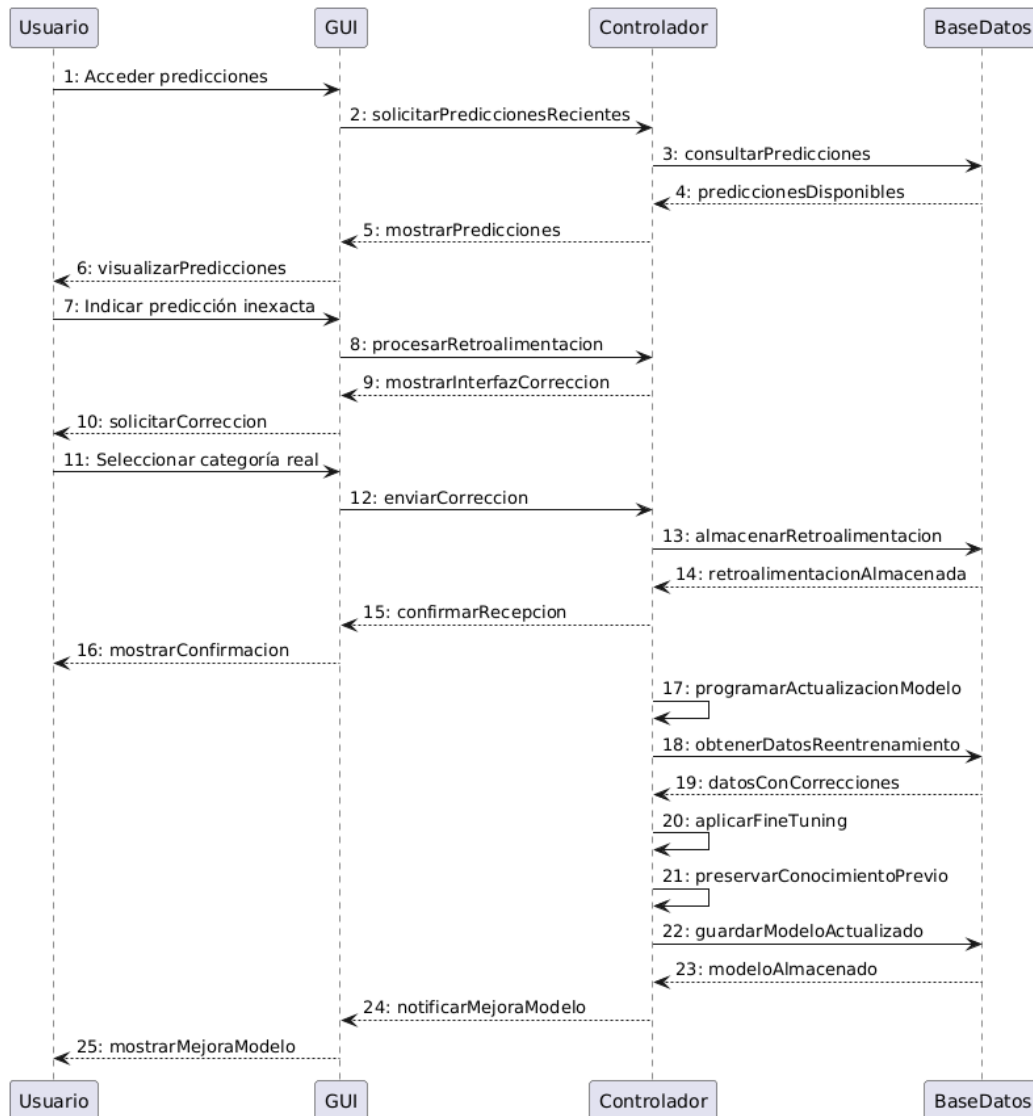 Usuario GUI Controlador BaseDatos
1: Acceder predicciones
2: solicitarPrediccionesRecientes
3: consultarPredicciones
4: prediccionesDisponibles
5: mostrarPredicciones
6: visualizarPredicciones
7: Indicar predicción inexacta
8: procesarRetroalimentacion
9: mostrarInterfazCorreccion
10: solicitarCorreccion
11: Seleccionar categoría real
12: enviarCorreccion
13: almacenarRetroalimentacion
14: retroalimentacionAlmacenada
15: confirmarRecepcion
16: mostrarConfirmacion
17: programarActualizacionModelo
18: obtenerDatosReentrenamiento
19: datosConCorrecciones
20: aplicarFineTuning
21: preservarConocimientoPrevio
22: guardarModeloActualizado
23: modeloAlmacenado
24: notificarMejoraModelo
25: mostrarMejoraModelo
Usuario GUI Controlador BaseDatos